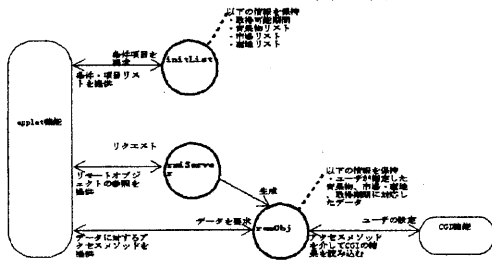 以下の情報を保持
・取得可能期間
・青果物リスト
・市場リスト
・産地リスト
条件項目を
要求
initList
条件・項目リス
トを提供
applet機能
リクエスト
rmiServe
r
リモートオブジ
ェクトの参照を
提供
生成
以下の情報を保持
・ユーザが指定した
青果物、市場・産地
、取得期間に対応し
たデータ
データを要求
remObj
ユーザの設定
CGI機能
データに対するア
クセスメソッドを
提供
アクセスメソッド
を介してCGIの結
果を読み込む